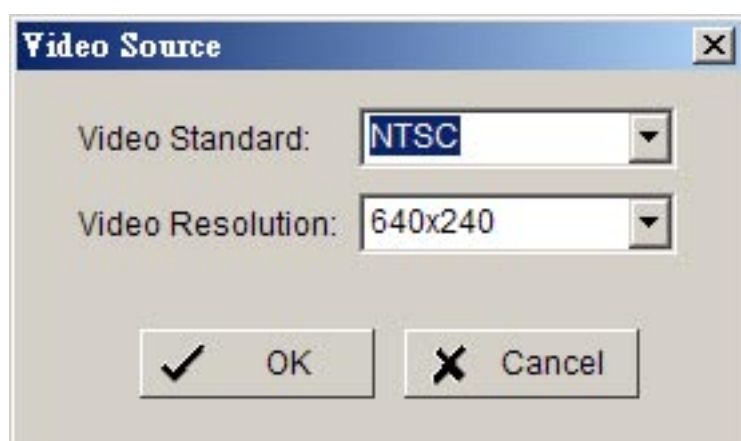 Video Source
Video Standard: NTSC
Video Resolution: 640x240
OK Cancel